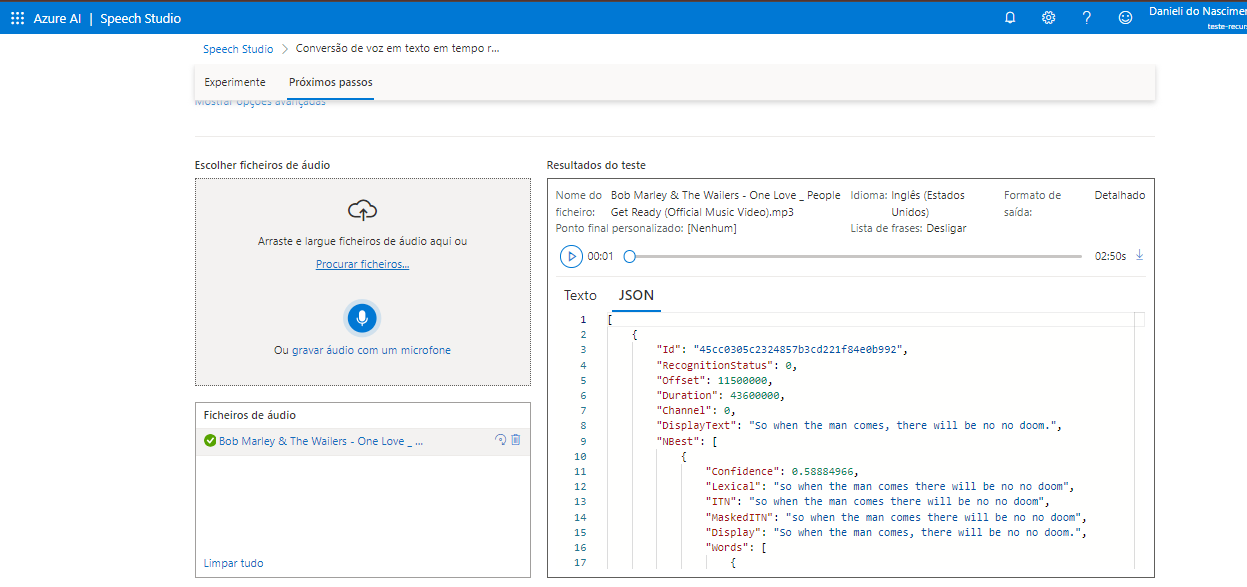 Azure AI | Speech Studio
Danieli do Nascimen
teste-recurs
Speech Studio > Conversão de voz em texto em tempo r...
Experimente Próximos passos
Mostrar opções avançadas
Escolher ficheiros de áudio
Arraste e largue ficheiros de áudio aqui ou
Procurar ficheiros...
Ou gravar áudio com um microfone
Ficheiros de áudio
Bob Marley & The Wailers - One Love _ ...
Limpar tudo
Resultados do teste
Nome do ficheiro: Bob Marley & The Wailers - One Love _ People
Get Ready (Official Music Video).mp3
Idioma: Inglês (Estados
Unidos)
Formato de
saída: Detalhado
Ponto final personalizado: [Nenhum] Lista de frases: Desligar
00:01 02:50s
Texto JSON
1 [
2 {
3 "Id": "45cc0305c2324857b3cd221f84e0b992",
4 "RecognitionStatus": 0,
5 "Offset": 11500000,
6 "Duration": 43600000,
7 "Channel": 0,
8 "DisplayText": "So when the man comes, there will be no no doom.",
9 "NBest": [
10 {
11 "Confidence": 0.58884966,
12 "Lexical": "so when the man comes there will be no no doom",
13 "ITN": "so when the man comes there will be no no doom",
14 "MaskedITN": "so when the man comes there will be no no doom",
15 "Display": "So when the man comes, there will be no no doom.",
16 "Words": [
17 {